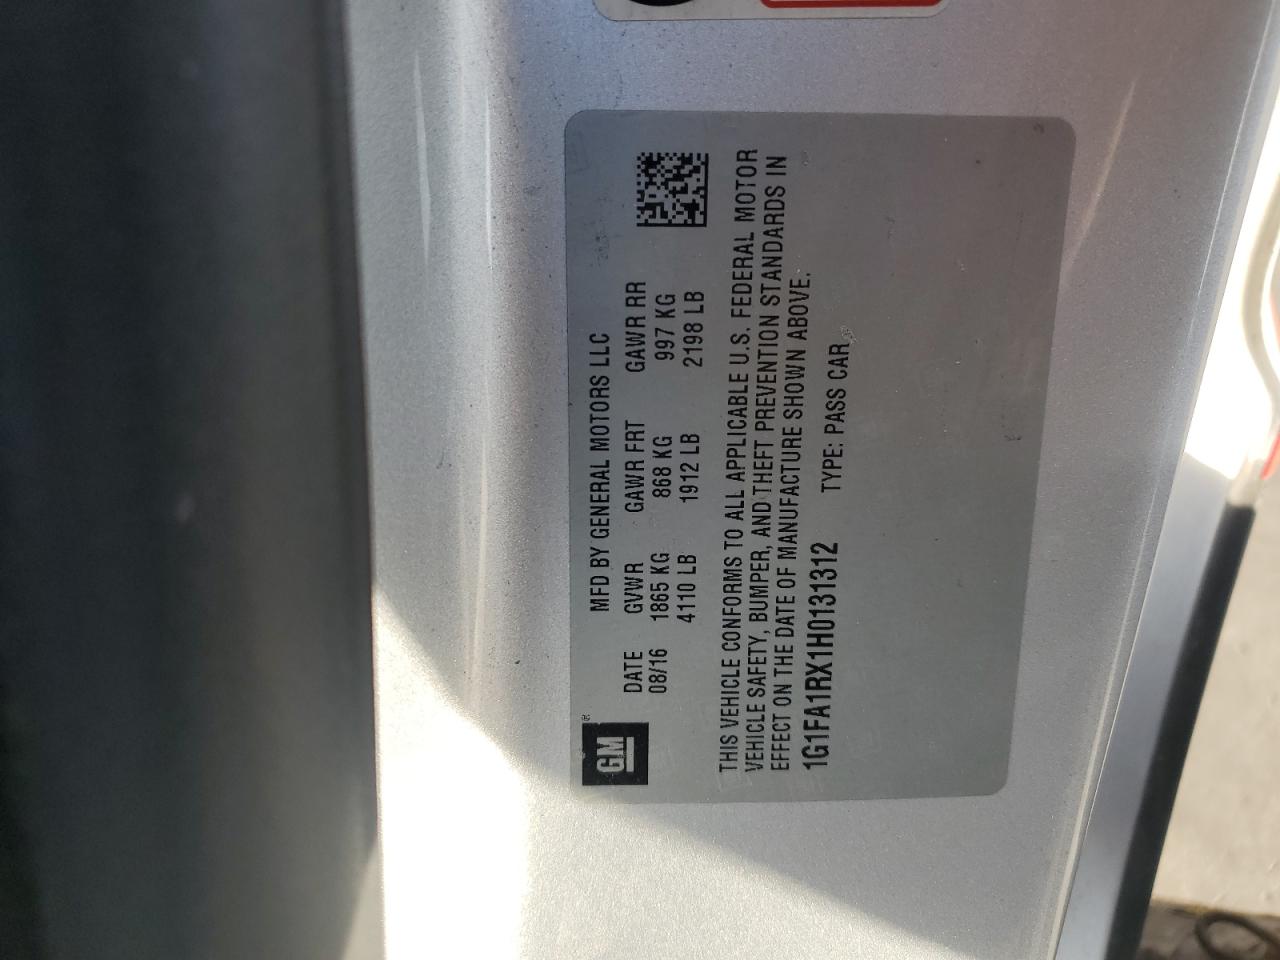 GM ®
MFD BY GENERAL MOTORS LLC
DATE GVWR GAWR FRT GAWR RR
08/16 1865 KG 868 KG 997 KG
4110 LB 1912 LB 2198 LB
THIS VEHICLE CONFORMS TO ALL APPLICABLE U.S. FEDERAL MOTOR
VEHICLE SAFETY, BUMPER, AND THEFT PREVENTION STANDARDS IN
EFFECT ON THE DATE OF MANUFACTURE SHOWN ABOVE.
1G1FA1RX1H0131312 TYPE: PASS CAR